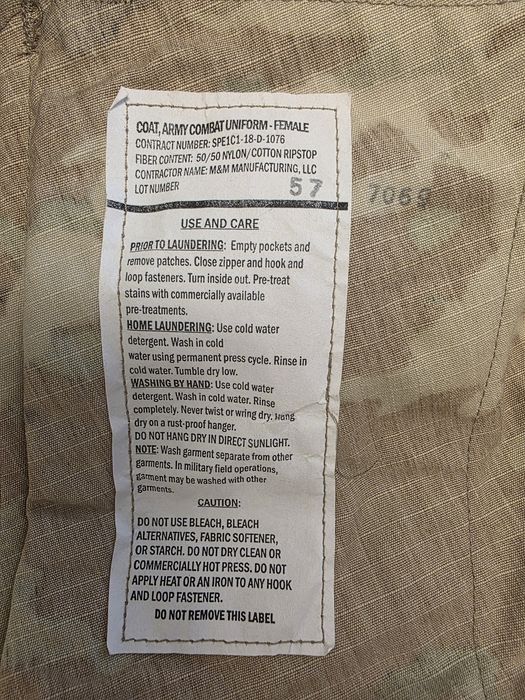 COAT, ARMY COMBAT UNIFORM - FEMALE
CONTRACT NUMBER: SPE1C1-18-D-1076
FIBER CONTENT: 50/50 NYLON/COTTON RIPSTOP
CONTRACTOR NAME: M&M MANUFACTURING, LLC
LOT NUMBER 57
7069
USE AND CARE
PRIOR TO LAUNDERING: Empty pockets and
remove patches. Close zipper and hook and
loop fasteners. Turn inside out. Pre-treat
stains with commercially available
pre-treatments.
HOME LAUNDERING: Use cold water
detergent. Wash in cold
water using permanent press cycle. Rinse in
cold water. Tumble dry low.
WASHING BY HAND: Use cold water
detergent. Wash in cold water. Rinse
completely. Never twist or wring dry. Hang
dry on a rust-proof hanger.
DO NOT HANG DRY IN DIRECT SUNLIGHT.
NOTE: Wash garment separate from other
garments. In military field operations,
garment may be washed with other
garments.
CAUTION:
DO NOT USE BLEACH, BLEACH
ALTERNATIVES, FABRIC SOFTENER,
OR STARCH. DO NOT DRY CLEAN OR
COMMERCIALLY HOT PRESS. DO NOT
APPLY HEAT OR AN IRON TO ANY HOOK
AND LOOP FASTENER.
DO NOT REMOVE THIS LABEL